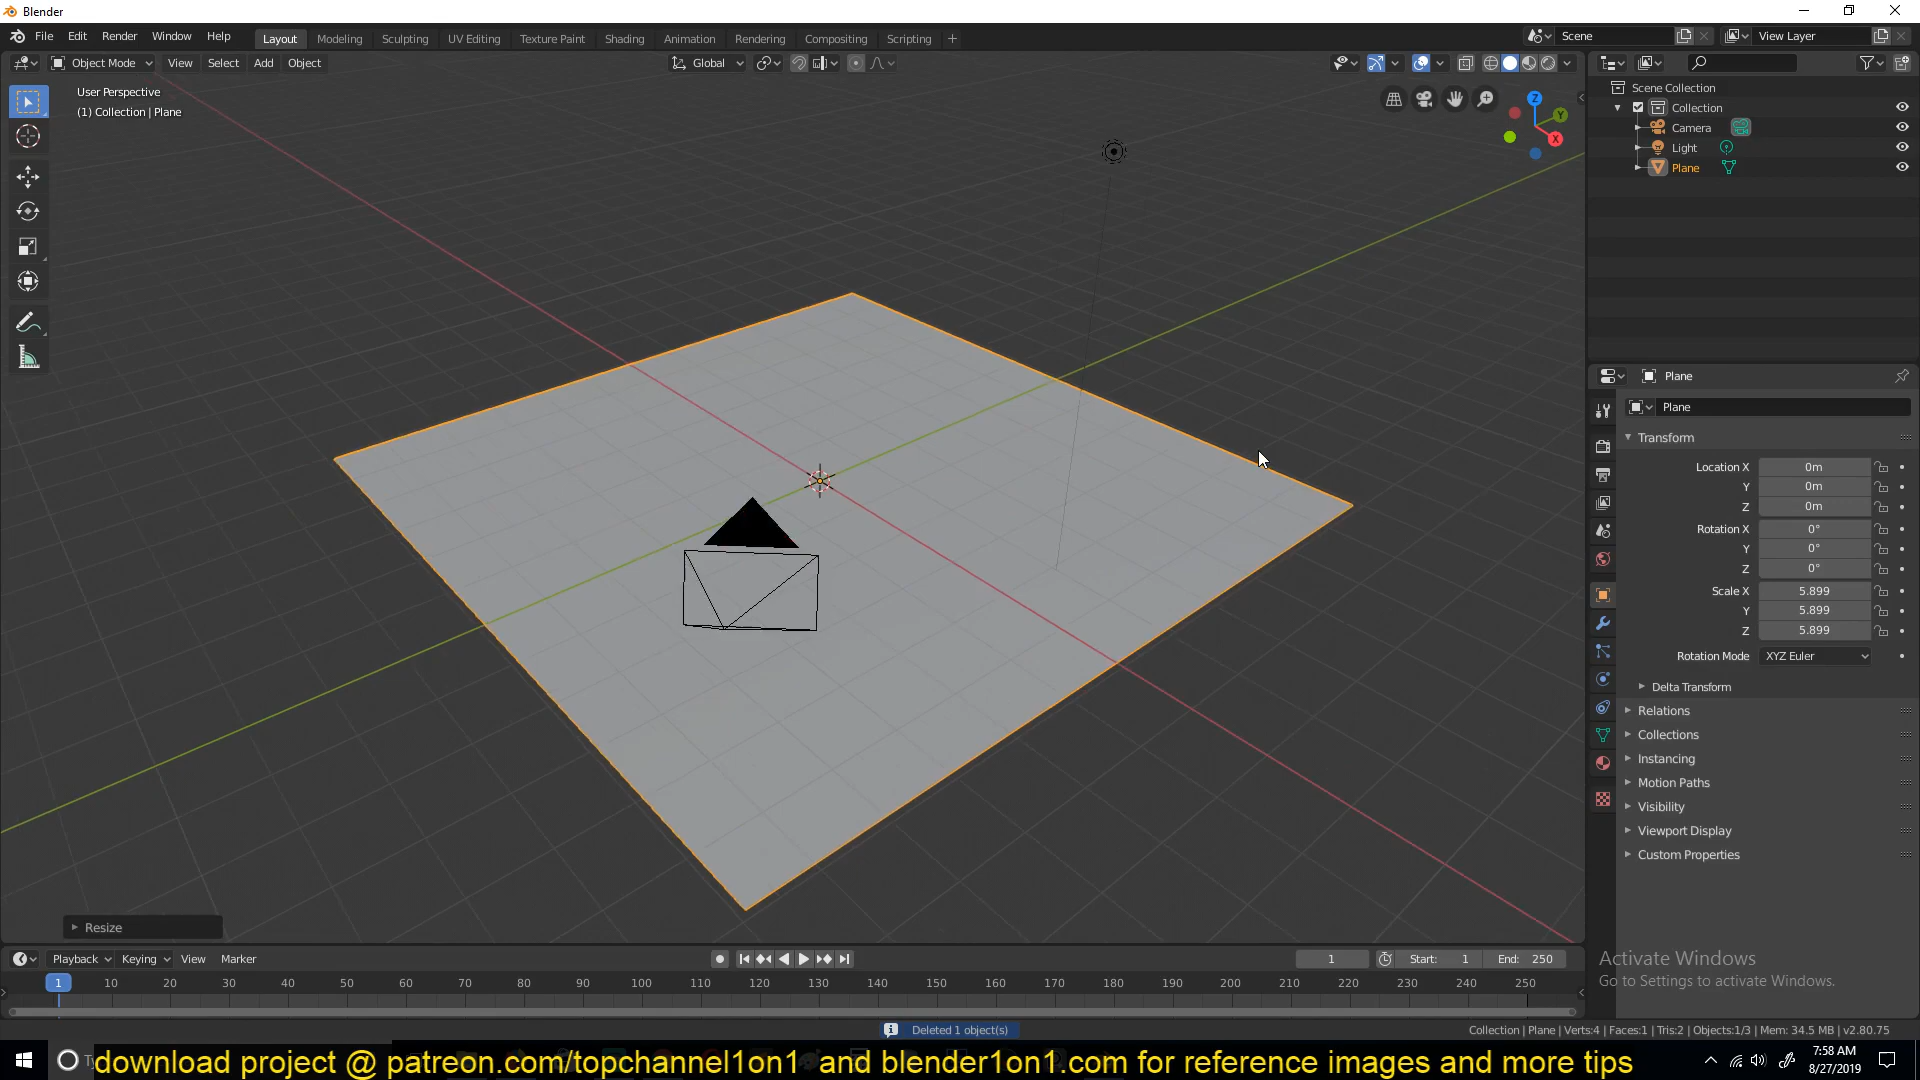 Blender
File Edit Render Window Help Layout Modeling Sculpting UV Editing Texture Paint Shading Animation Rendering Compositing Scripting + Scene View Layer
Object Mode View Select Add Object Global
User Perspective
(1) Collection | Plane
Z
Y
X
Scene Collection
Collection
Camera
Light
Plane
Plane
Plane
Transform
Location X 0m
Y 0m
Z 0m
Rotation X 0°
Y 0°
Z 0°
Scale X 5.899
Y 5.899
Z 5.899
Rotation Mode XYZ Euler
Delta Transform
Relations
Collections
Instancing
Motion Paths
Visibility
Viewport Display
Custom Properties
Resize
Playback Keying View Marker 1 Start: 1 End: 250
1 10 20 30 40 50 60 70 80 90 100 110 120 130 140 150 160 170 180 190 200 210 220 230 240 250
Activate Windows
Go to Settings to activate Windows.
Deleted 1 object(s)
Collection | Plane | Verts:4 | Faces:1 | Tris:2 | Objects:1/3 | Mem: 34.5 MB | v2.80.75
download project @ patreon.com/topchannel1on1 and blender1on1.com for reference images and more tips
7:58 AM
8/27/2019